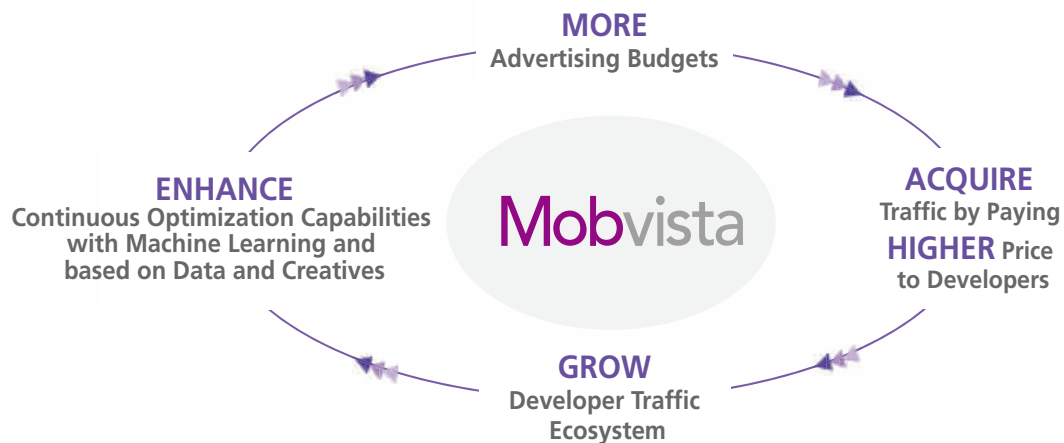 MORE
Advertising Budgets
ENHANCE
Continuous Optimization Capabilities
with Machine Learning and
based on Data and Creatives
Mobvista
ACQUIRE
Traffic by Paying
HIGHER Price
to Developers
GROW
Developer Traffic
Ecosystem